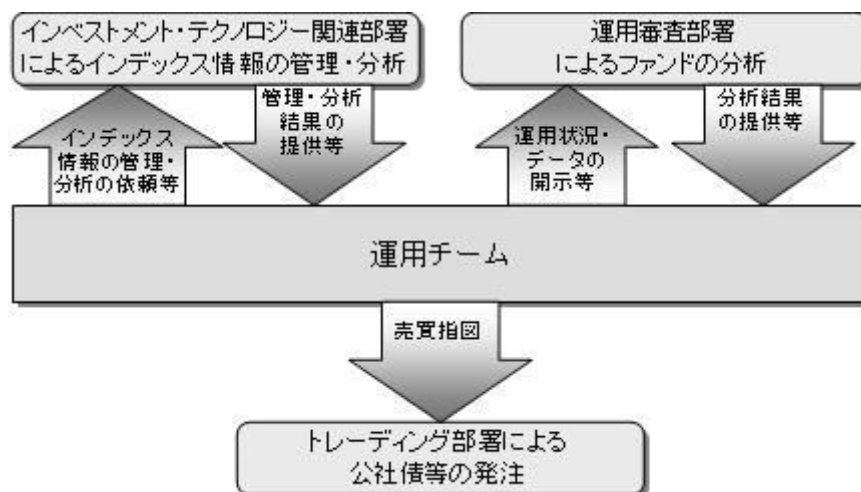 インベストメント・テクノロジー関連部署
によるインデックス情報の管理・分析
運用審査部署
によるファンドの分析
インデックス
情報の管理・
分析の依頼等
管理・分析
結果の
提供等
運用状況・
データの
開示等
分析結果
の提供等
運用チーム
売買指図
トレーディング部署による
公社債等の発注